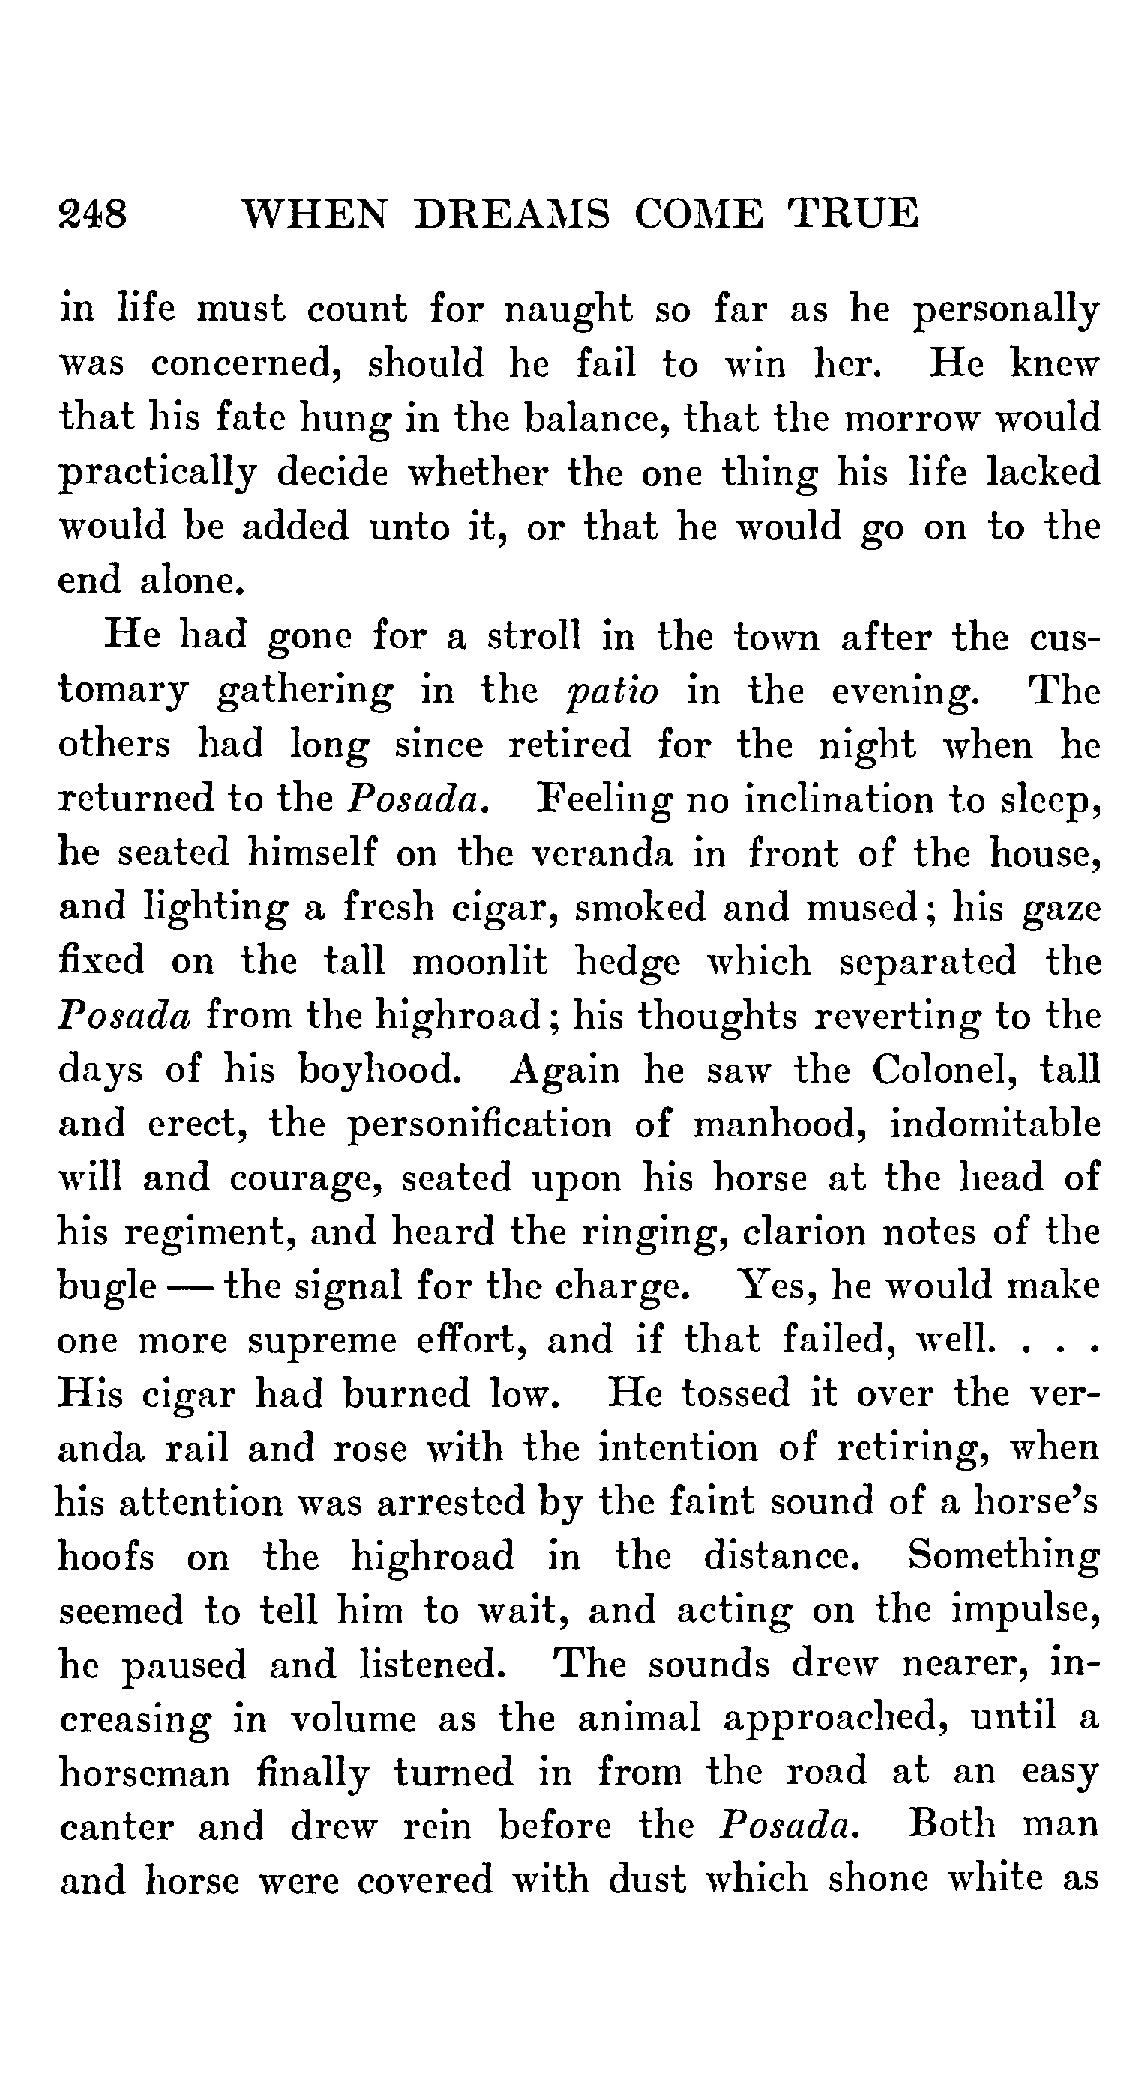 248 WHEN DREAMS COME TRUE
in life must count for naught so far as he personally
was concerned, should he fail to win her. He knew
that his fate hung in the balance, that the morrow would
practically decide whether the one thing his life lacked
would be added unto it, or that he would go on to the
end alone.
He had gone for a stroll in the town after the cus-
tomary gathering in the patio in the evening. The
others had long since retired for the night when he
returned to the Posada. Feeling no inclination to sleep,
he seated himself on the veranda in front of the house,
and lighting a fresh cigar, smoked and mused; his gaze
fixed on the tall moonlit hedge which separated the
Posada from the highroad; his thoughts reverting to the
days of his boyhood. Again he saw the Colonel, tall
and erect, the personification of manhood, indomitable
will and courage, seated upon his horse at the head of
his regiment, and heard the ringing, clarion notes of the
bugle — the signal for the charge. Yes, he would make
one more supreme effort, and if that failed, well. . . .
His cigar had burned low. He tossed it over the ver-
anda rail and rose with the intention of retiring, when
his attention was arrested by the faint sound of a horse's
hoofs on the highroad in the distance. Something
seemed to tell him to wait, and acting on the impulse,
he paused and listened. The sounds drew nearer, in-
creasing in volume as the animal approached, until a
horseman finally turned in from the road at an easy
canter and drew rein before the Posada. Both man
and horse were covered with dust which shone white as